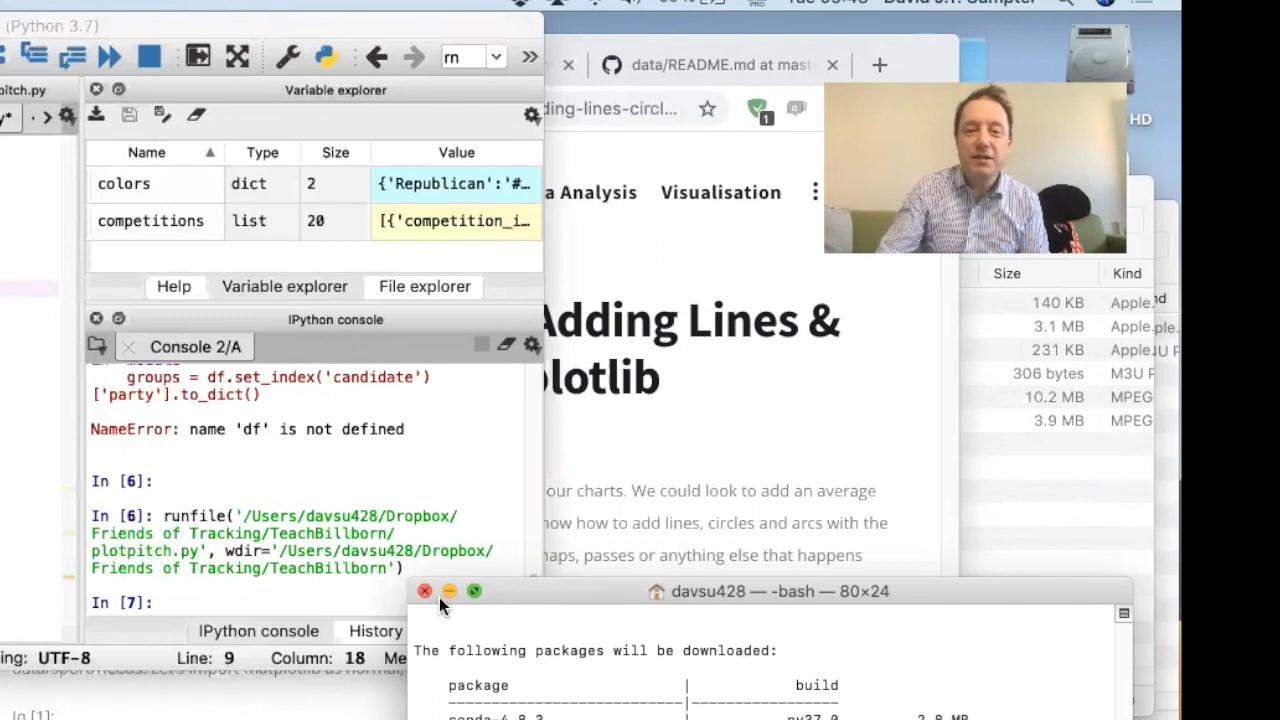 (Python 3.7)
rn
pitch.py
Variable explorer
Name Type Size Value
colors dict 2 {'Republican':'#…
competitions list 20 [{'competition_i…
Help Variable explorer File explorer
IPython console
Console 2/A
groups = df.set_index('candidate')
['party'].to_dict()
NameError: name 'df' is not defined
In [6]:
In [6]: runfile('/Users/davsu428/Dropbox/
Friends of Tracking/TeachBillborn/
plotpitch.py', wdir='/Users/davsu428/Dropbox/
Friends of Tracking/TeachBillborn')
In [7]:
IPython console History
ing: UTF-8 Line: 9 Column: 18 Me
data/README.md at mast
ding-lines-circl...
1
a Analysis Visualisation
Adding Lines &
plotlib
our charts. We could look to add an average
how how to add lines, circles and arcs with the
maps, passes or anything else that happens
In [1]:
HD
Size Kind
140 KB Apple
3.1 MB Apple
231 KB Apple
306 bytes M3U P
10.2 MB MPEG
3.9 MB MPEG
davsu428 — -bash — 80×24
The following packages will be downloaded:
package | build